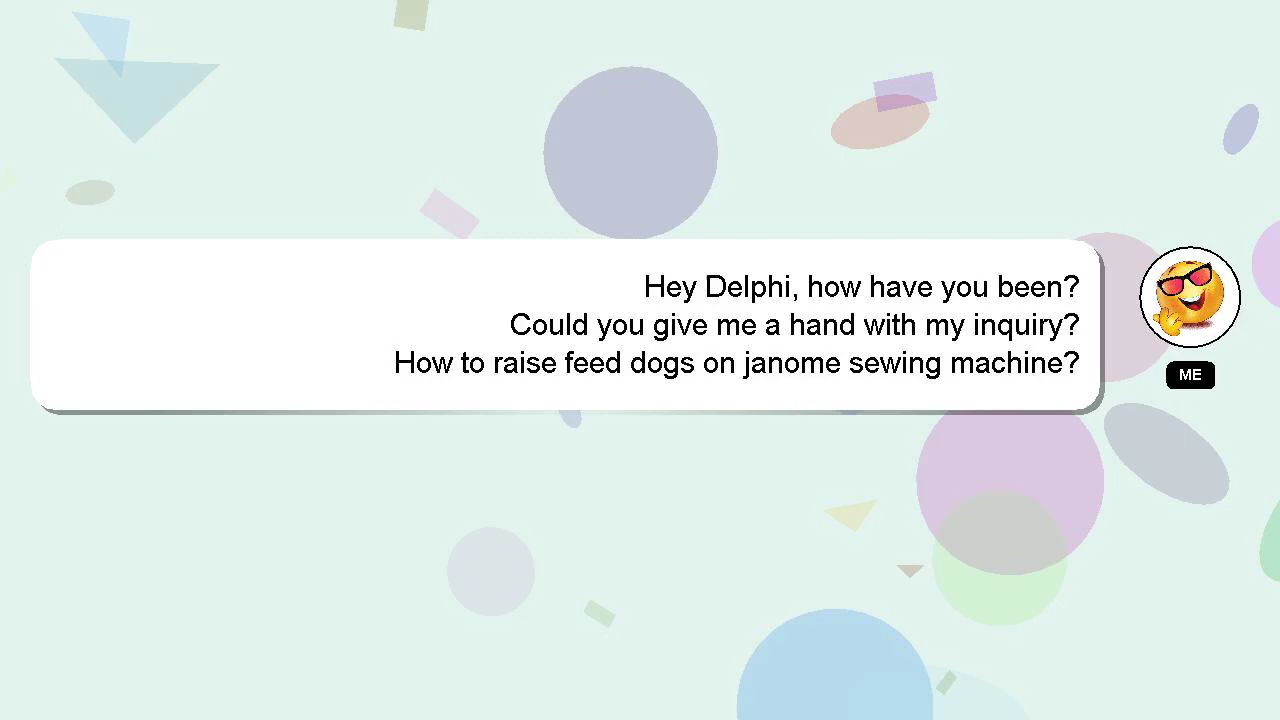 Hey Delphi, how have you been?
Could you give me a hand with my inquiry?
How to raise feed dogs on janome sewing machine?
ME